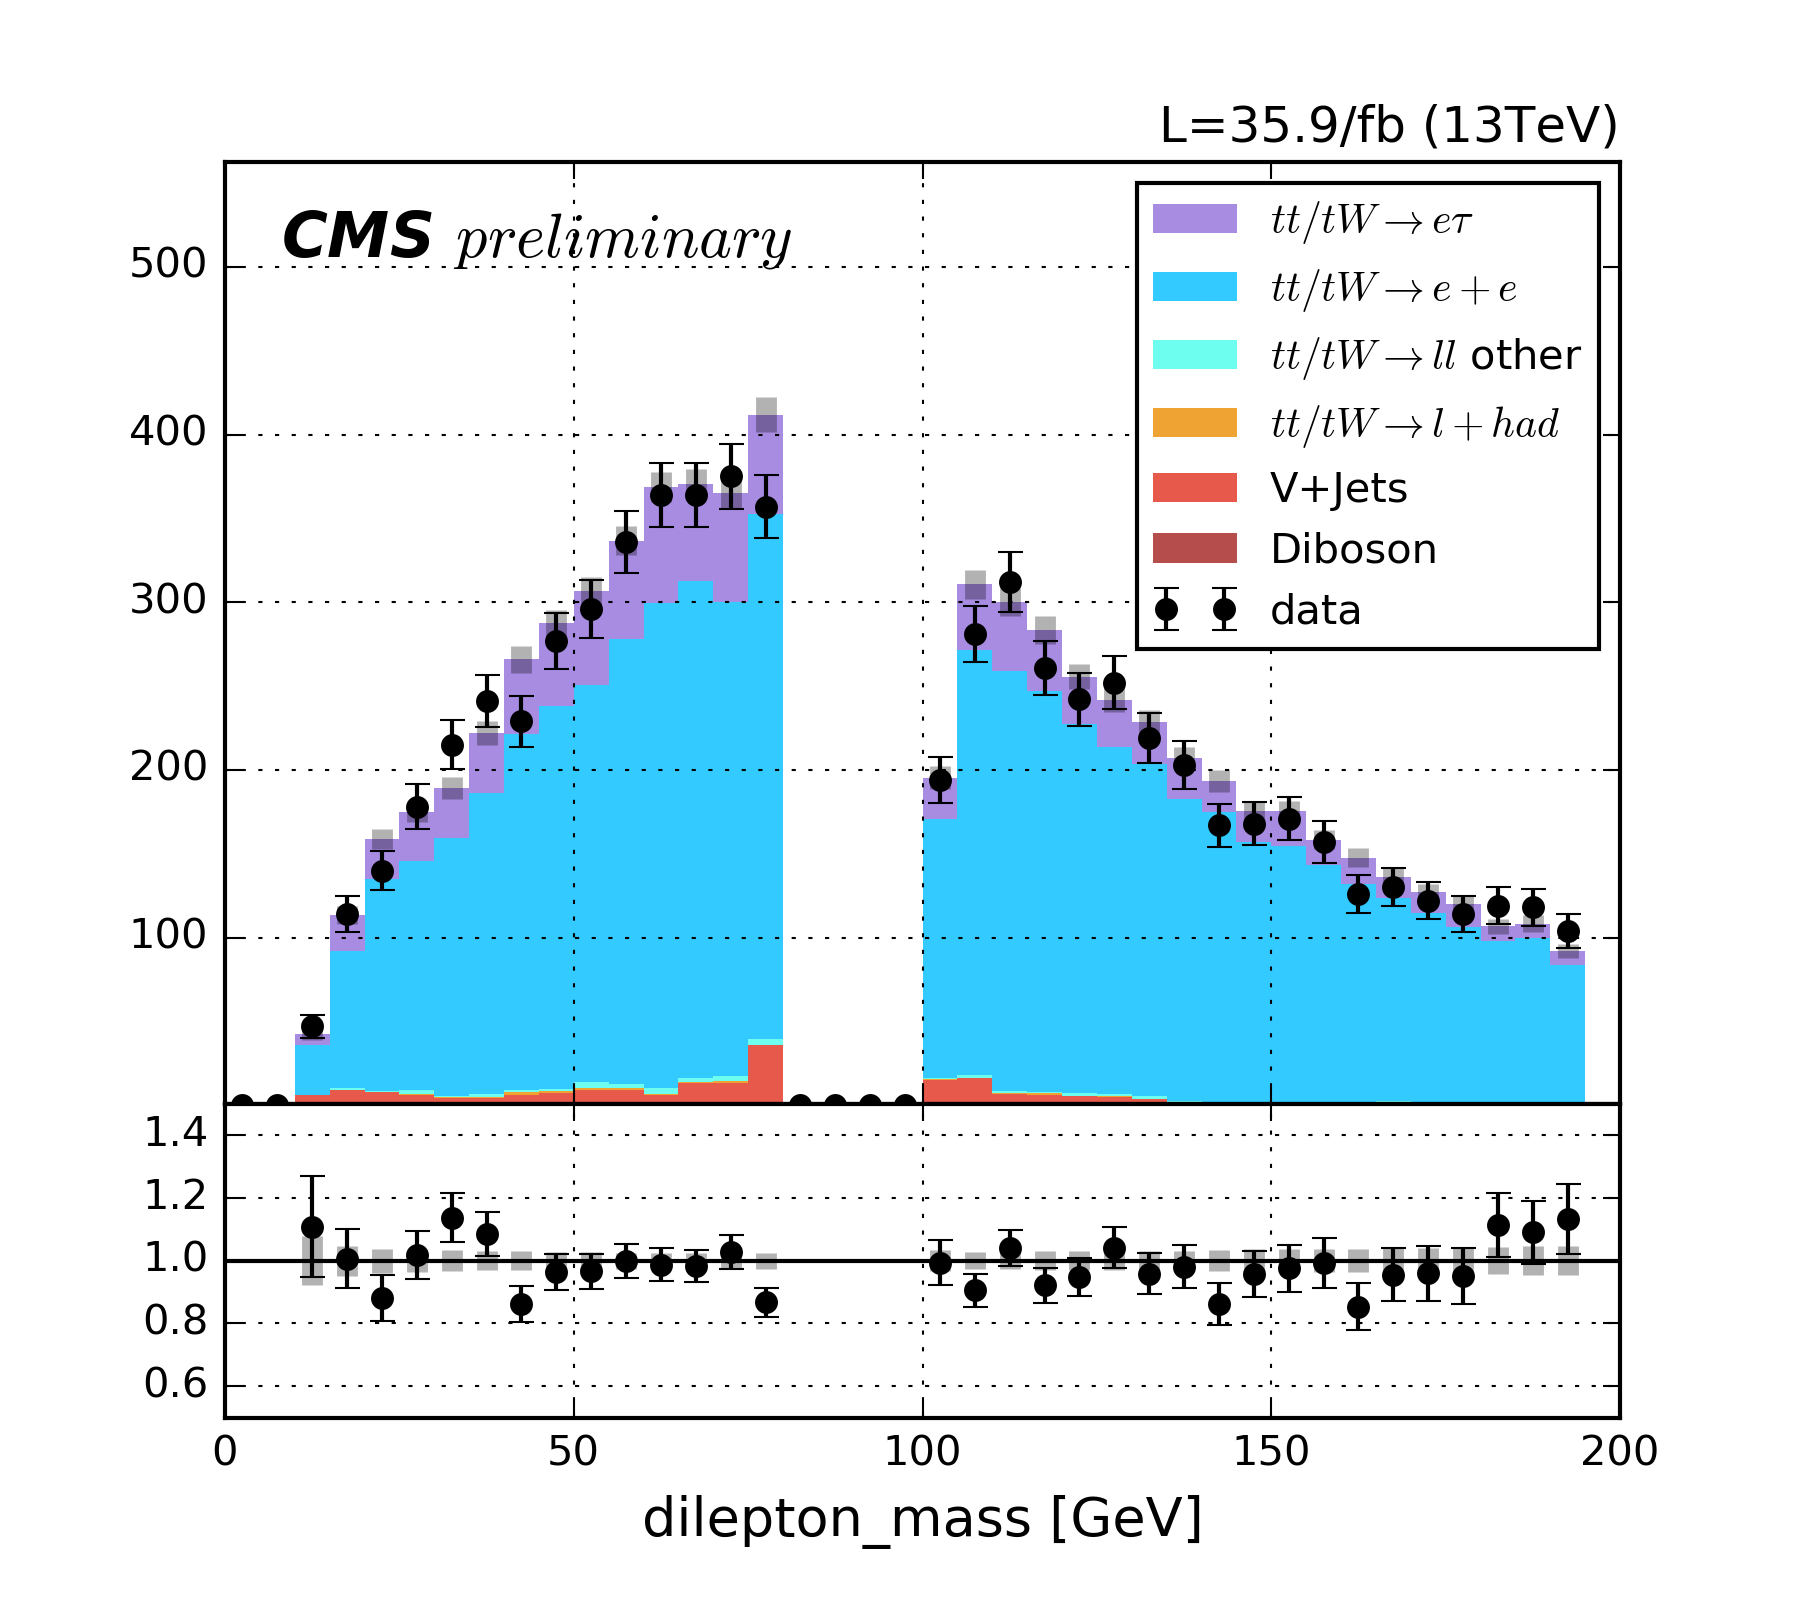 L=35.9/fb (13TeV)
CMS preliminary
tt/tW → eτ
tt/tW → e + e
tt/tW → ll other
tt/tW → l + had
V+Jets
Diboson
data
500
400
300
200
100
1.4
1.2
1.0
0.8
0.6
0 50 100 150 200
dilepton_mass [GeV]